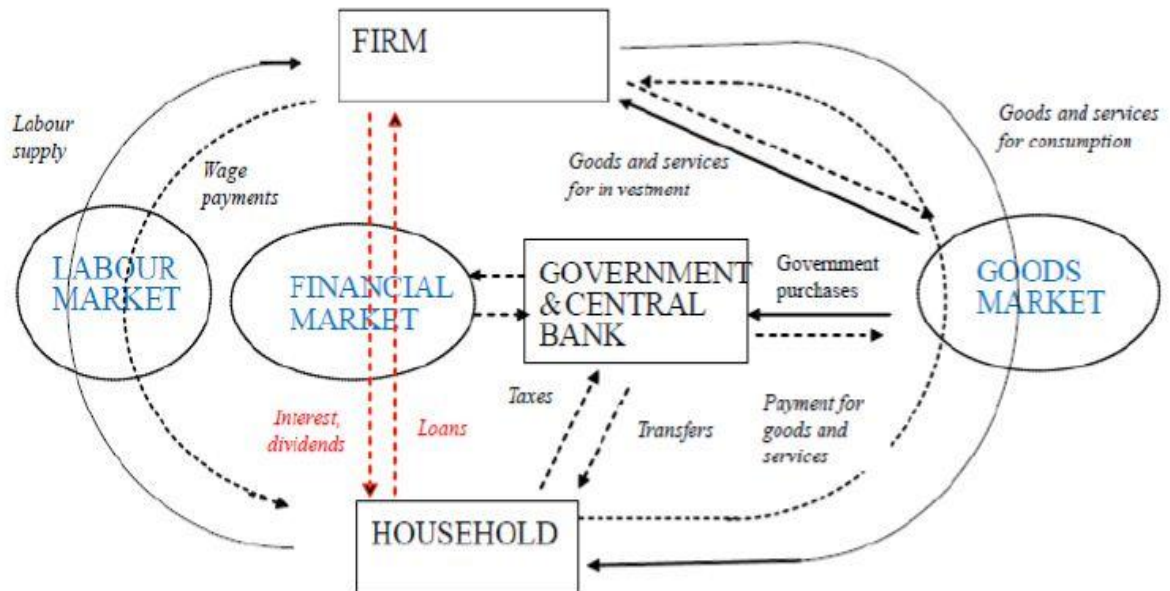 FIRM
Labour
supply
Wage
payments
Goods and services
for in vestment
Goods and services
for consumption
LABOUR
MARKET
FINANCIAL
MARKET
GOVERNMENT
& CENTRAL
BANK
Government
purchases
GOODS
MARKET
Interest,
dividends
Loans
Taxes
Transfers
Payment for
goods and
services
HOUSEHOLD